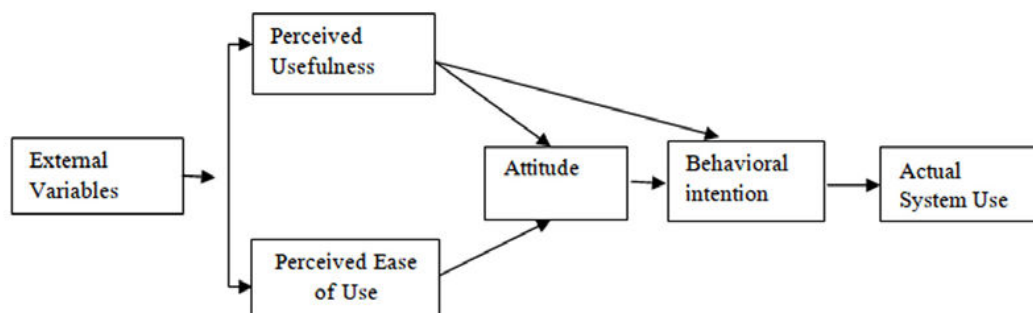 External
Variables
Perceived
Usefulness
Perceived Ease
of Use
Attitude
Behavioral
intention
Actual
System Use